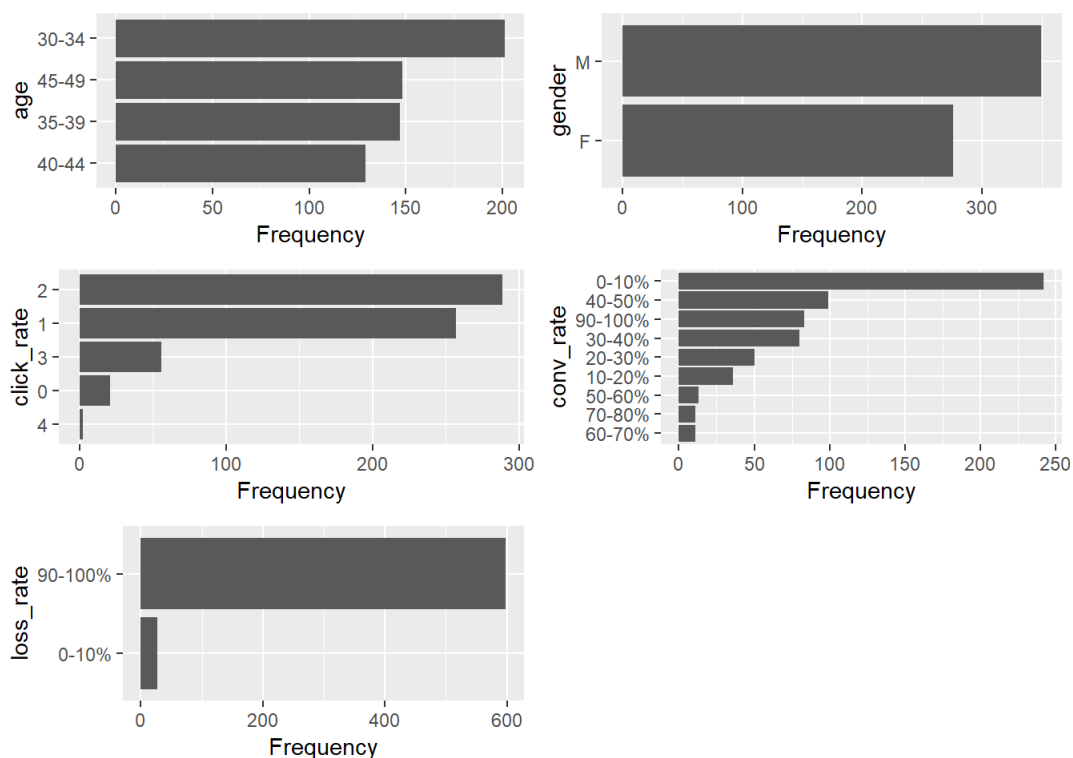 age
30-34
45-49
35-39
40-44
0 50 100 150 200
Frequency
gender
M
F
0 100 200 300
Frequency
click_rate
2
1
3
0
4
0 100 200 300
Frequency
conv_rate
0-10%
40-50%
90-100%
30-40%
20-30%
10-20%
50-60%
70-80%
60-70%
0 50 100 150 200 250
Frequency
loss_rate
90-100%
0-10%
0 200 400 600
Frequency